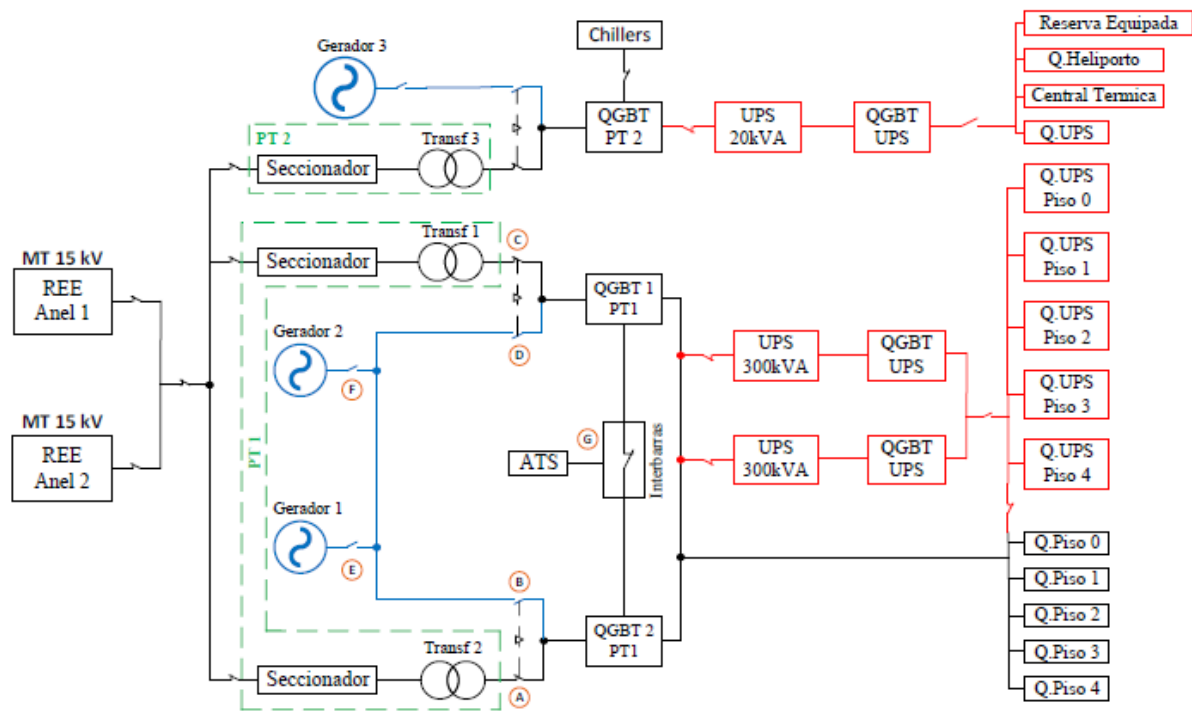 Gerador 3
Chillers
Reserva Equipada
Q.Heliporto
Central Termica
Q.UPS
PT 2
Seccionador
Transf 3
QGBT
PT 2
UPS
20kVA
QGBT
UPS
Q.UPS
Piso 0
Q.UPS
Piso 1
Q.UPS
Piso 2
Q.UPS
Piso 3
Q.UPS
Piso 4
Seccionador
Transf 1
C
MT 15 kV
REE
Anel 1
QGBT 1
PT1
Gerador 2
D
F
UPS
300kVA
QGBT
UPS
MT 15 kV
REE
Anel 2
PT 1
G
ATS
Interbarras
UPS
300kVA
QGBT
UPS
Gerador 1
E
B
Q.Piso 0
Q.Piso 1
Q.Piso 2
Q.Piso 3
Q.Piso 4
QGBT 2
PT1
Seccionador
Transf 2
A